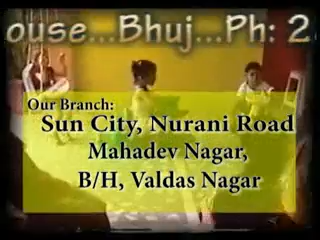 ouse...Bhuj...Ph: 2
Our Branch:
Sun City, Nurani Road
Mahadev Nagar,
B/H, Valdas Nagar